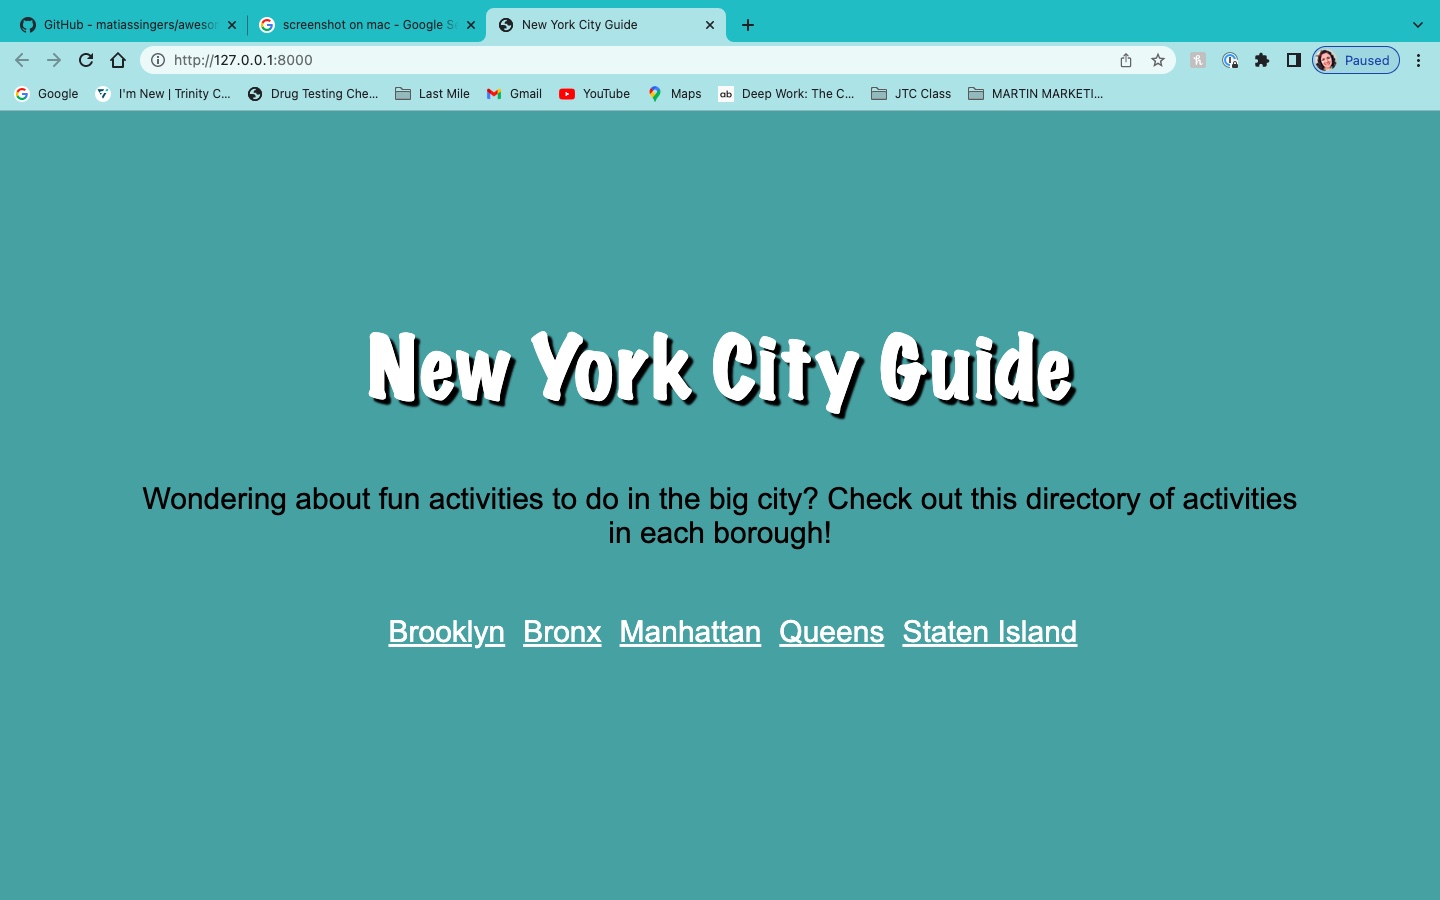 GitHub - matiassingers/aweso
screenshot on mac - Google Se
New York City Guide
http://127.0.0.1:8000
Paused
Google
I'm New | Trinity C...
Drug Testing Che...
Last Mile
Gmail
YouTube
Maps
ab
Deep Work: The C...
JTC Class
MARTIN MARKETI...
New York City Guide
Wondering about fun activities to do in the big city? Check out this directory of activities
in each borough!
Brooklyn Bronx Manhattan Queens Staten Island